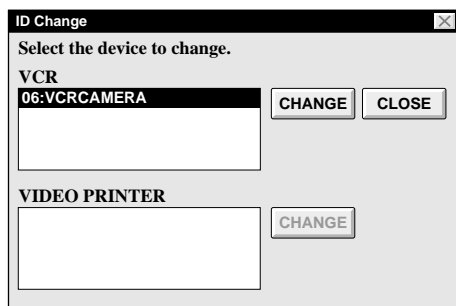 ID Change
Select the device to change.
VCR
06:VCRCAMERA
CHANGE CLOSE
VIDEO PRINTER
CHANGE